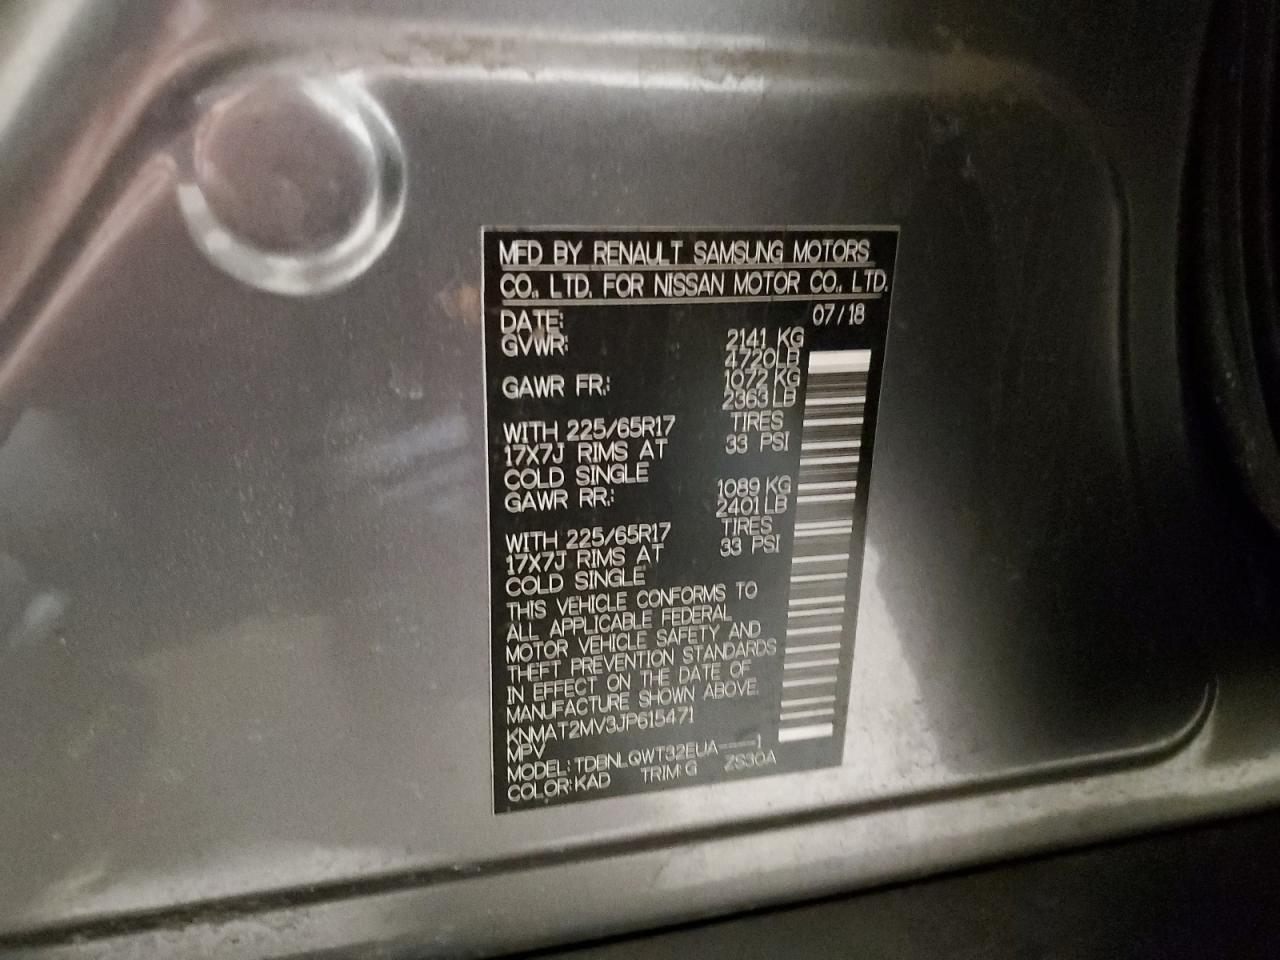 MFD BY RENAULT SAMSUNG MOTORS
CO., LTD. FOR NISSAN MOTOR CO., LTD.
DATE: 07/18
GVWR: 2141 KG
4720LB
GAWR FR.: 1072 KG
2363 LB
WITH 225/65R17 TIRES
17X7J RIMS AT 33 PSI
COLD SINGLE
GAWR RR.: 1089 KG
2401 LB
WITH 225/65R17 TIRES
17X7J RIMS AT 33 PSI
COLD SINGLE
THIS VEHICLE CONFORMS TO
ALL APPLICABLE FEDERAL
MOTOR VEHICLE SAFETY AND
THEFT PREVENTION STANDARDS
IN EFFECT ON THE DATE OF
MANUFACTURE SHOWN ABOVE.
KNMAT2MV3JP615471
MPV
MODEL: TDBNLQWT32EUA----1
COLOR: KAD TRIM: G ZS30A